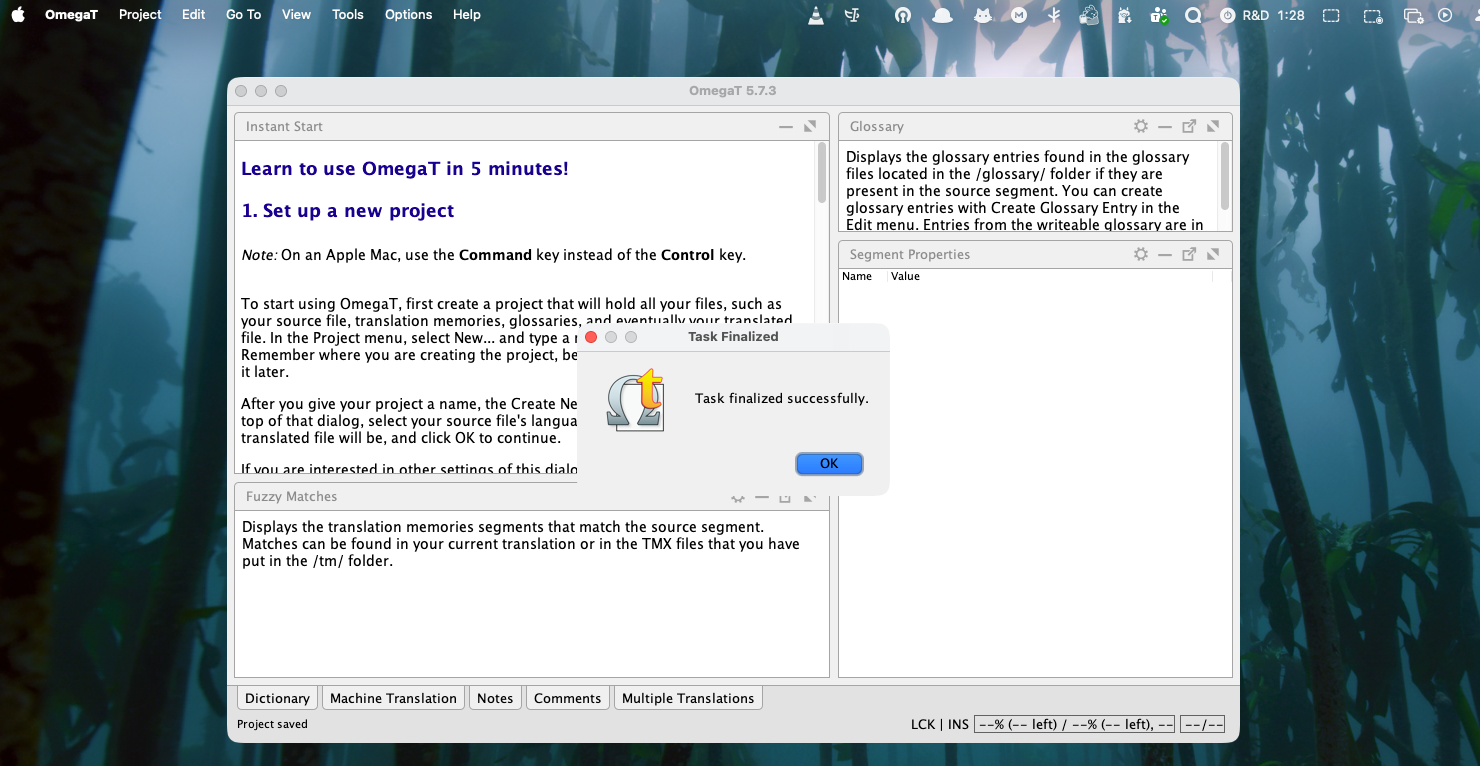 OmegaT Project Edit Go To View Tools Options Help R&D 1:28
OmegaT 5.7.3
Instant Start
Learn to use OmegaT in 5 minutes!
1. Set up a new project
Note: On an Apple Mac, use the Command key instead of the Control key.
To start using OmegaT, first create a project that will hold all your files, such as
your source file, translation memories, glossaries, and eventually your translated
file. In the Project menu, select New... and type a
Remember where you are creating the project, be
it later.
After you give your project a name, the Create Ne
top of that dialog, select your source file's langua
translated file will be, and click OK to continue.
If you are interested in other settings of this dialo
Glossary
Displays the glossary entries found in the glossary
files located in the /glossary/ folder if they are
present in the source segment. You can create
glossary entries with Create Glossary Entry in the
Edit menu. Entries from the writeable glossary are in
Segment Properties
Name Value
Task Finalized
Task finalized successfully.
OK
Fuzzy Matches
Displays the translation memories segments that match the source segment.
Matches can be found in your current translation or in the TMX files that you have
put in the /tm/ folder.
Dictionary Machine Translation Notes Comments Multiple Translations
Project saved
LCK | INS --% (-- left) / --% (-- left), -- --/--